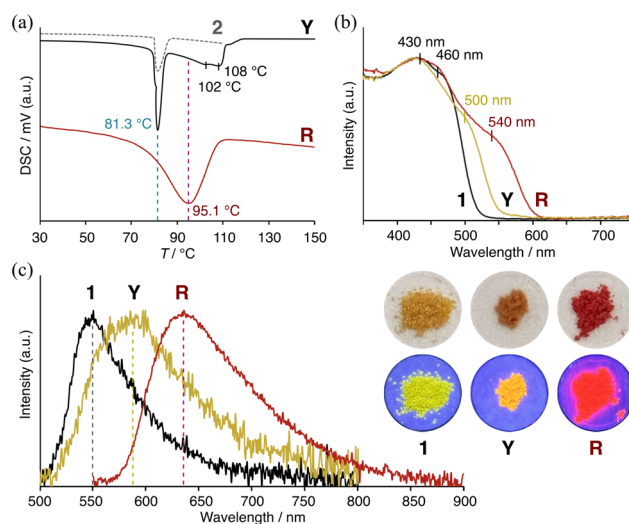 (a)
2
Y
108 °C
102 °C
81.3 °C
R
95.1 °C
DSC / mV (a.u.)
30 50 70 90 110 130 150
T / °C
(b)
430 nm
460 nm
500 nm
540 nm
1 Y R
Intensity (a.u.)
400 500 600 700
Wavelength / nm
(c)
1 Y R
Intensity (a.u.)
500 550 600 650 700 750 800 850 900
Wavelength / nm
1 Y R